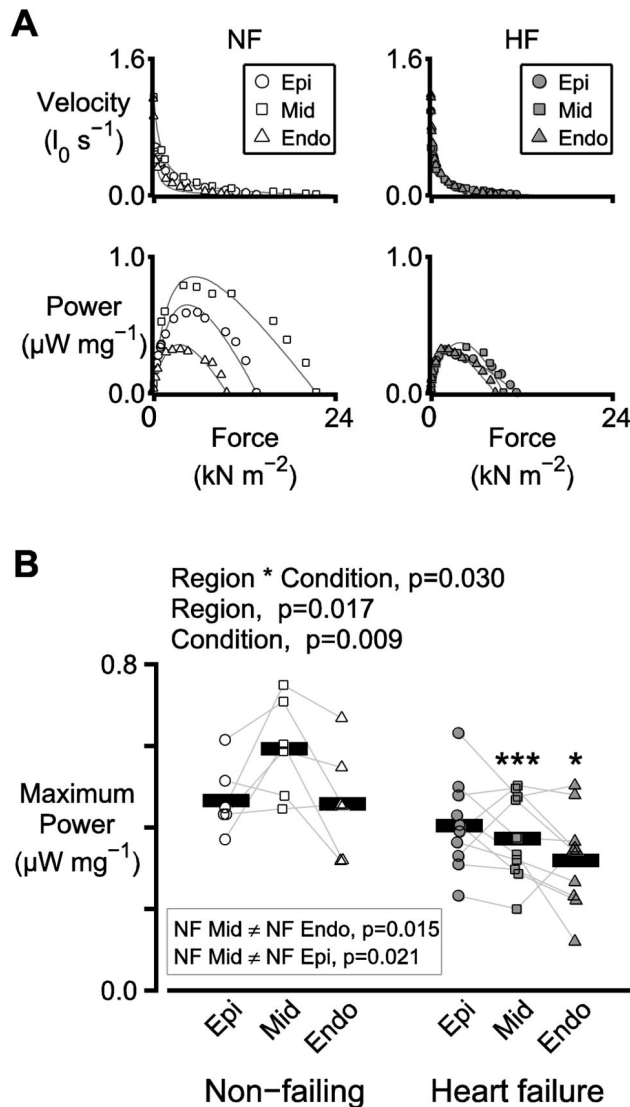 A
NF
HF
1.6
Velocity
(l0 s−1)
0.0
Epi
Mid
Endo
Epi
Mid
Endo
1.6
0.0
1.0
Power
(µW mg−1)
0.0
1.0
0.0
0 24
0 24
Force
(kN m−2)
Force
(kN m−2)
B
Region * Condition, p=0.030
Region, p=0.017
Condition, p=0.009
0.8
Maximum
Power
(µW mg−1)
0.0
*** *
NF Mid ≠ NF Endo, p=0.015
NF Mid ≠ NF Epi, p=0.021
Epi Mid Endo Epi Mid Endo
Non−failing Heart failure